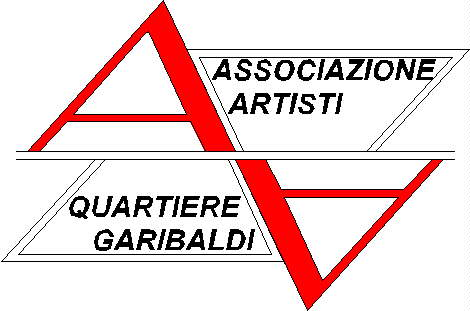 ASSOCIAZIONE
ARTISTI
QUARTIERE
GARIBALDI